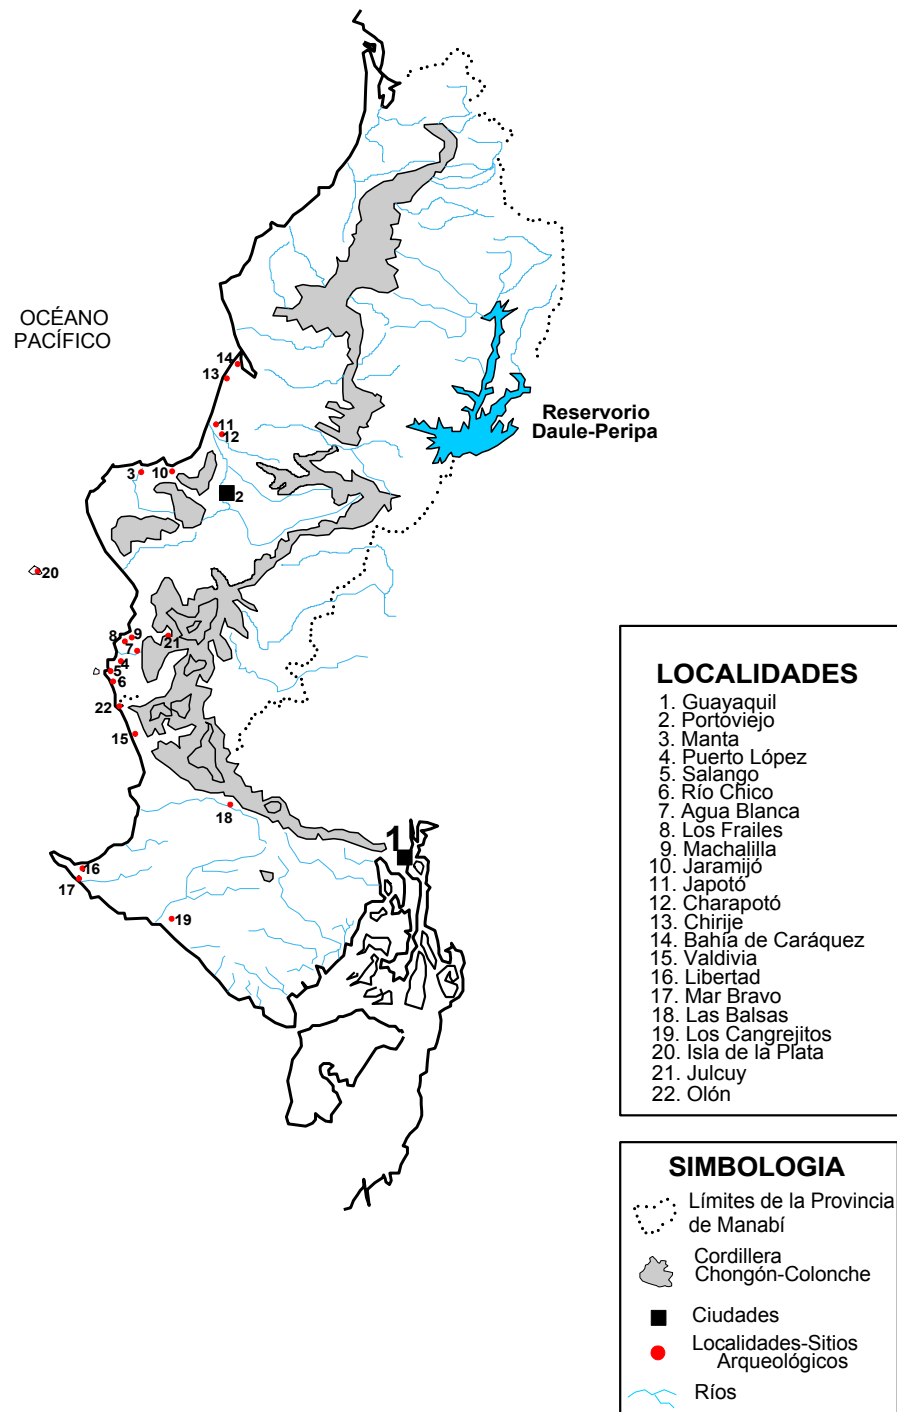 OCÉANO
PACÍFICO
14
13
11
12
3
10
2
Reservorio
Daule-Peripa
20
8
9
7
21
4
5
6
22
15
18
1
16
17
19
LOCALIDADES
1. Guayaquil
2. Portoviejo
3. Manta
4. Puerto López
5. Salango
6. Río Chico
7. Agua Blanca
8. Los Frailes
9. Machalilla
10. Jaramijó
11. Japotó
12. Charapotó
13. Chirije
14. Bahía de Caráquez
15. Valdivia
16. Libertad
17. Mar Bravo
18. Las Balsas
19. Los Cangrejitos
20. Isla de la Plata
21. Julcuy
22. Olón
SIMBOLOGIA
Límites de la Provincia
de Manabí
Cordillera
Chongón-Colonche
Ciudades
Localidades-Sitios
Arqueológicos
Ríos